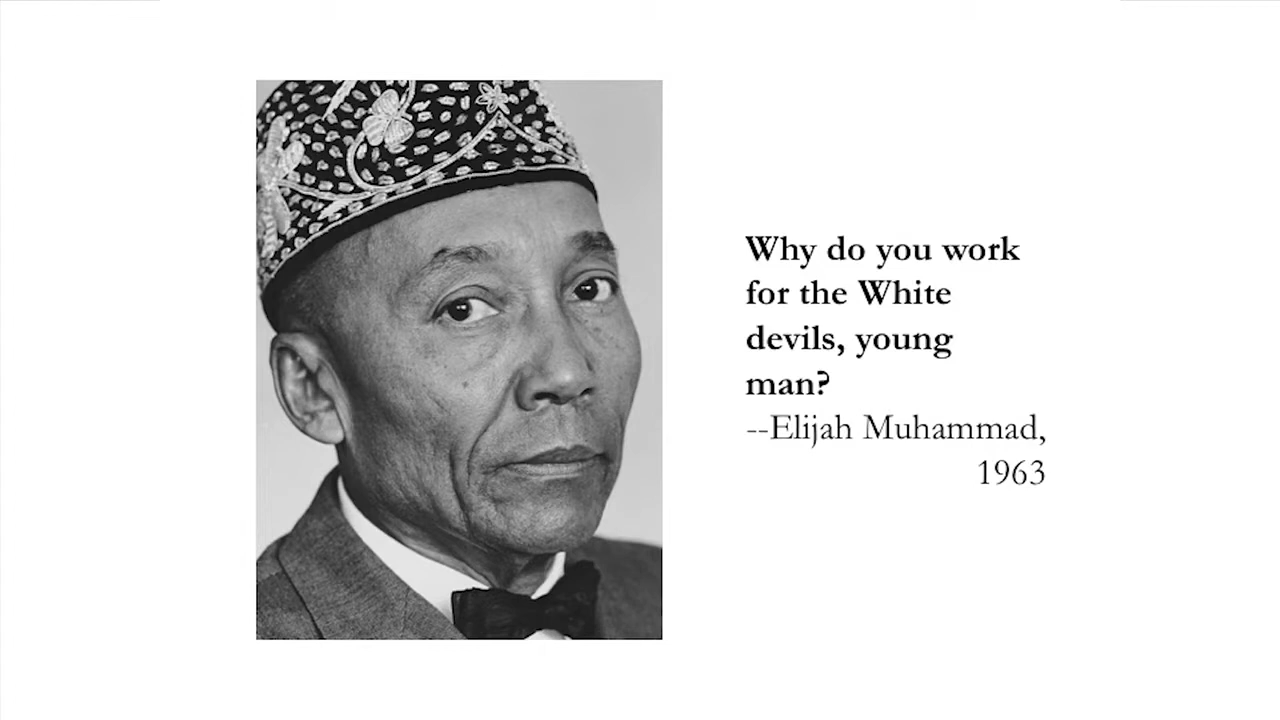 Why do you work
for the White
devils, young
man?
--Elijah Muhammad,
1963